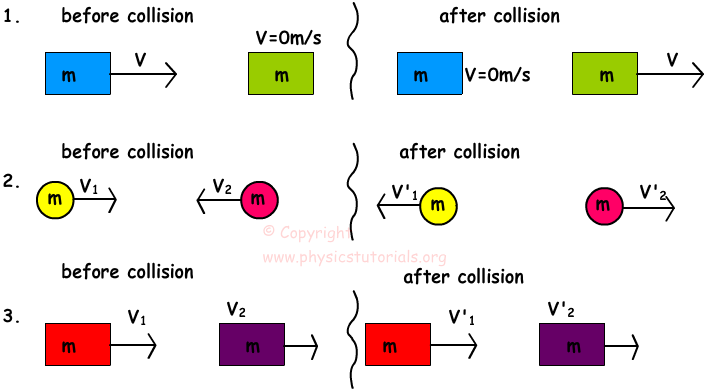 1. before collision after collision
V=0m/s
V V
m m m V=0m/s m
before collision after collision
2.
V1 V2 V'1 V'2
m m m m
© Copyright
www.physicstutorials.org
before collision after collision
3. V1 V2 V'1 V'2
m m m m